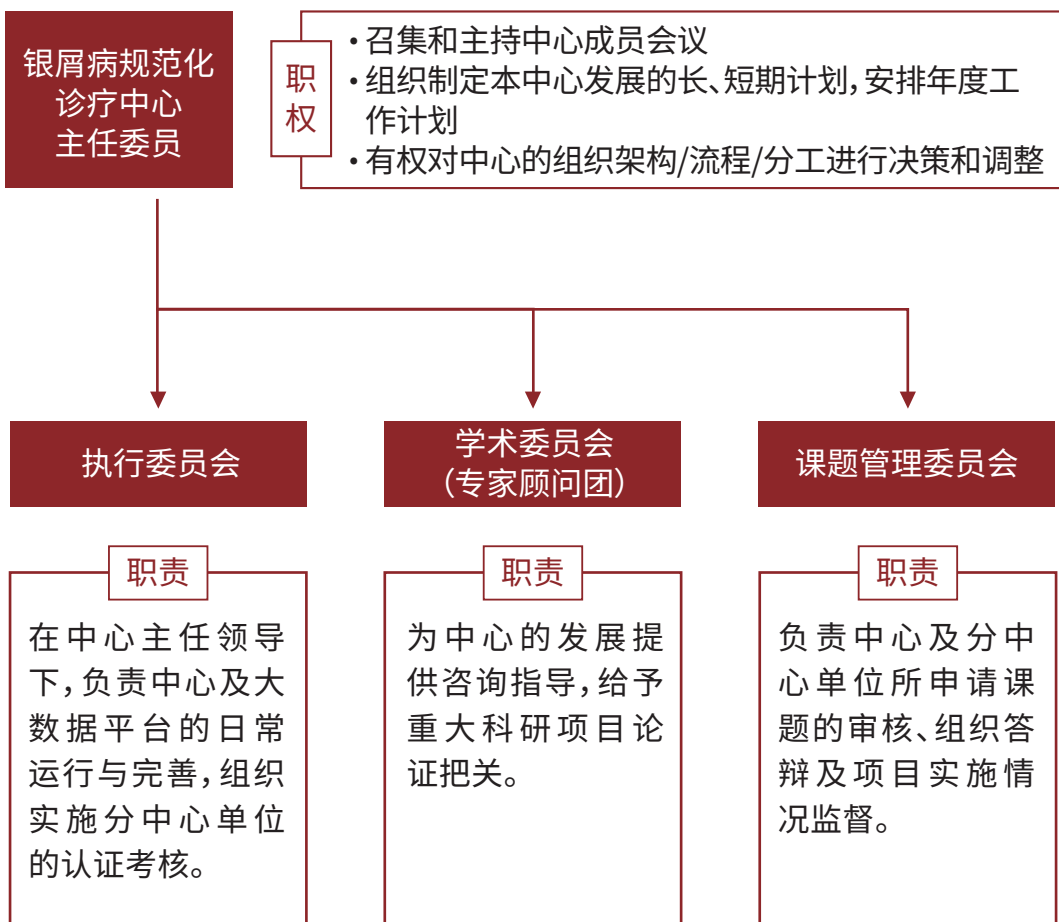 银屑病规范化
诊疗中心
主任委员
职
权
•召集和主持中心成员会议
•组织制定本中心发展的长、短期计划，安排年度工
作计划
•有权对中心的组织架构/流程/分工进行决策和调整
执行委员会
学术委员会
（专家顾问团）
课题管理委员会
职责
在中心主任领导
下，负责中心及大
数据平台的日常
运行与完善，组织
实施分中心单位
的认证考核。
职责
为中心的发展提
供咨询指导，给予
重大科研项目论
证把关。
职责
负责中心及分中
心单位所申请课
题的审核、组织答
辩及项目实施情
况监督。